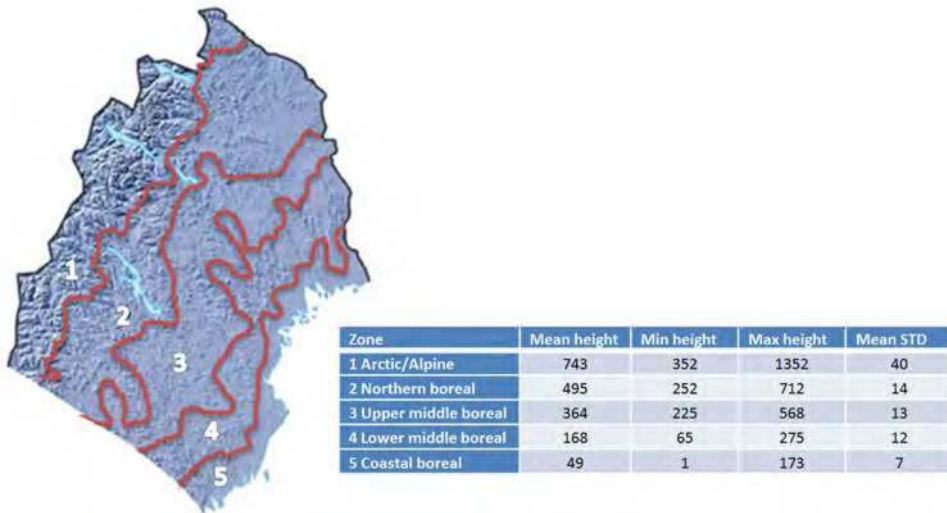 1
2
3
4
5
Zone Mean height Min height Max height Mean STD
1 Arctic/Alpine 743 352 1352 40
2 Northern boreal 495 252 712 14
3 Upper middle boreal 364 225 568 13
4 Lower middle boreal 168 65 275 12
5 Coastal boreal 49 1 173 7